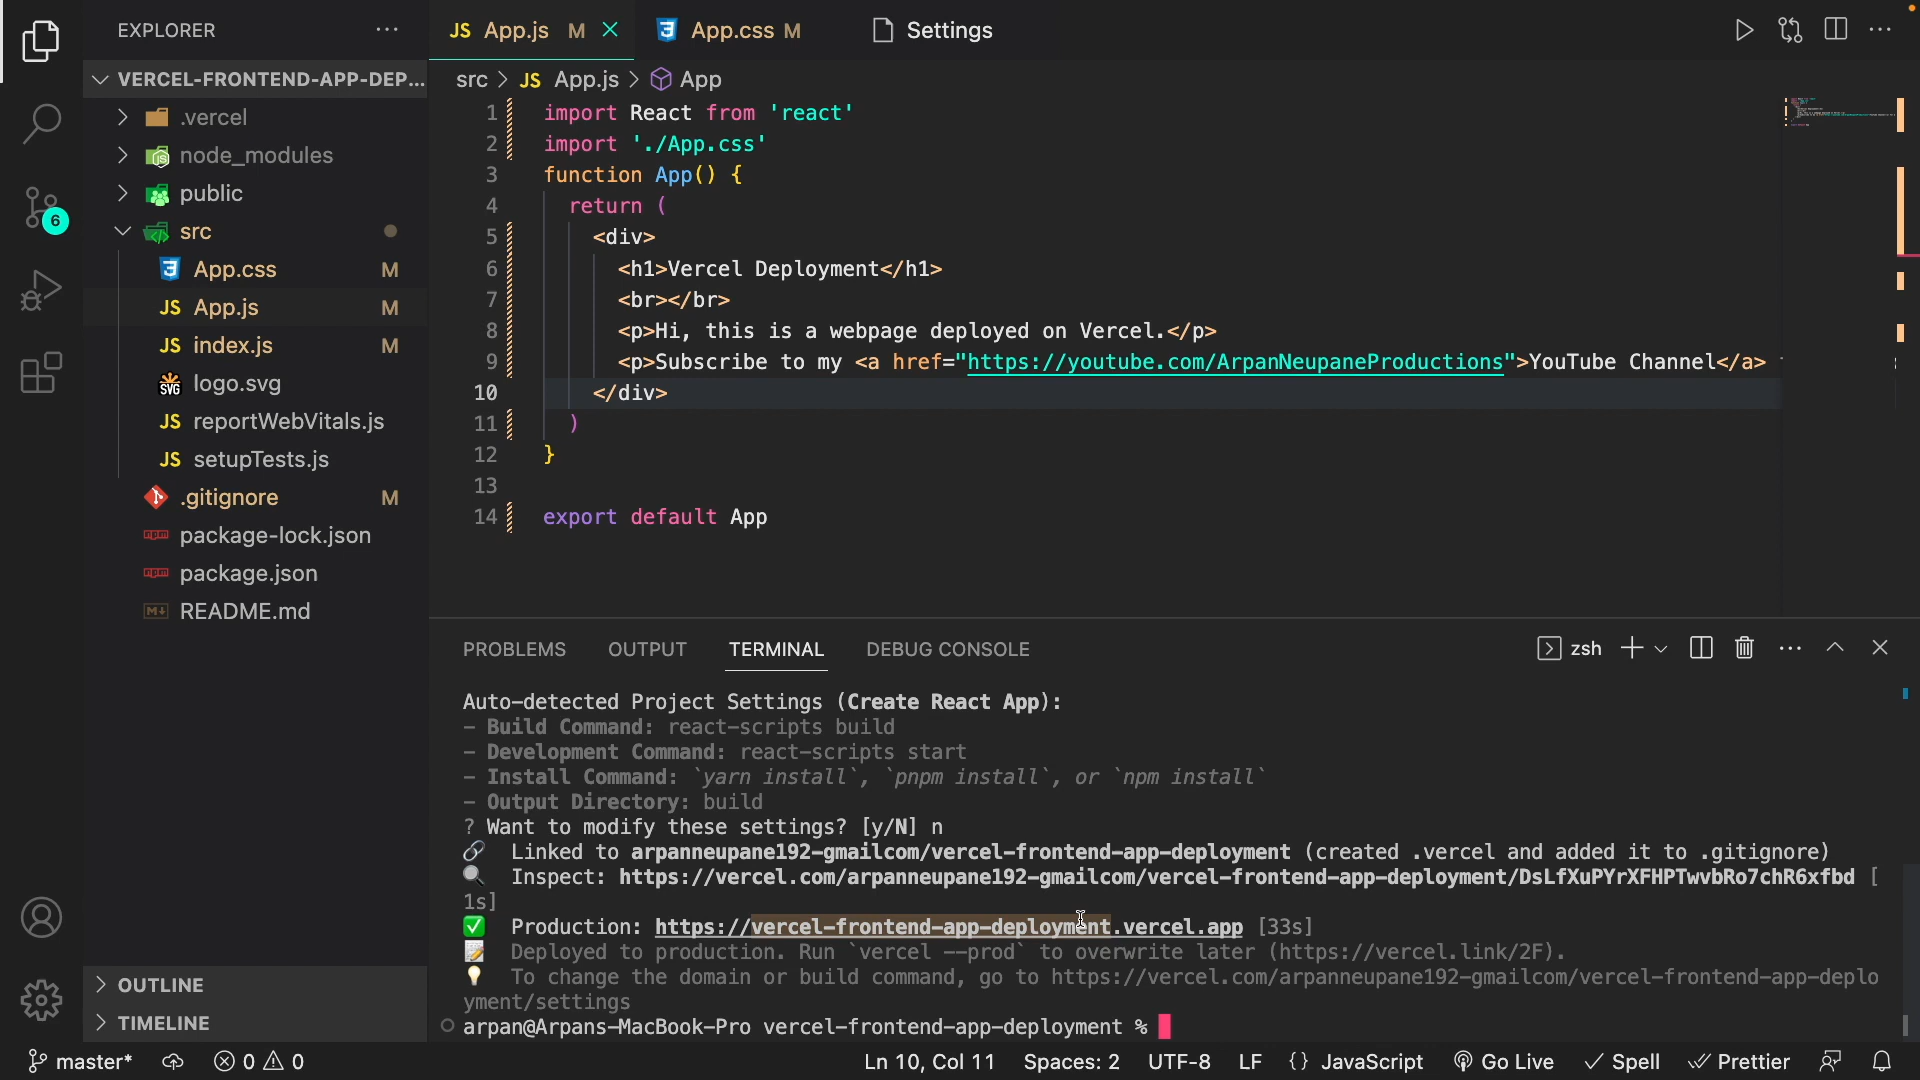 EXPLORER
JS App.js M
App.css M
Settings
VERCEL-FRONTEND-APP-DEP...
.vercel
node_modules
public
src
App.css M
JS App.js M
JS index.js M
logo.svg
JS reportWebVitals.js
JS setupTests.js
.gitignore M
package-lock.json
package.json
README.md
OUTLINE
TIMELINE
6
src > JS App.js > App
1 import React from 'react'
2 import './App.css'
3 function App() {
4 return (
5 <div>
6 <h1>Vercel Deployment</h1>
7 <br></br>
8 <p>Hi, this is a webpage deployed on Vercel.</p>
9 <p>Subscribe to my <a href="https://youtube.com/ArpanNeupaneProductions">YouTube Channel</a>
10 </div>
11 )
12 }
13
14 export default App
PROBLEMS OUTPUT TERMINAL DEBUG CONSOLE
zsh
Auto-detected Project Settings (Create React App):
- Build Command: react-scripts build
- Development Command: react-scripts start
- Install Command: `yarn install`, `pnpm install`, or `npm install`
- Output Directory: build
? Want to modify these settings? [y/N] n
Linked to arpanneupane192-gmailcom/vercel-frontend-app-deployment (created .vercel and added it to .gitignore)
Inspect: https://vercel.com/arpanneupane192-gmailcom/vercel-frontend-app-deployment/DsLfXuPYrXFHPTwvbRo7chR6xfbd [
1s]
Production: https://vercel-frontend-app-deployment.vercel.app [33s]
Deployed to production. Run `vercel --prod` to overwrite later (https://vercel.link/2F).
To change the domain or build command, go to https://vercel.com/arpanneupane192-gmailcom/vercel-frontend-app-deplo
yment/settings
arpan@Arpans-MacBook-Pro vercel-frontend-app-deployment %
master* 0 0 Ln 10, Col 11 Spaces: 2 UTF-8 LF {} JavaScript Go Live Spell Prettier